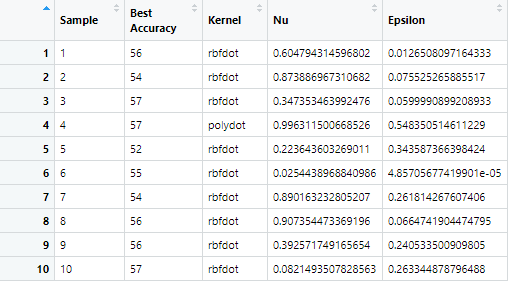 Sample Best Accuracy Kernel Nu Epsilon
1 1 56 rbfdot 0.604794314596802 0.0126508097164333
2 2 54 rbfdot 0.873886967310682 0.075525265885517
3 3 57 rbfdot 0.347353463992476 0.0599990899208933
4 4 57 polydot 0.996311500668526 0.548350514611229
5 5 52 rbfdot 0.223643603269011 0.343587366398424
6 6 55 rbfdot 0.0254438968840986 4.85705677419901e-05
7 7 54 rbfdot 0.890163232805207 0.261814267607406
8 8 56 rbfdot 0.907354473369196 0.0664741904474795
9 9 56 rbfdot 0.392571749165654 0.240533500909805
10 10 57 rbfdot 0.0821493507828563 0.263344878796488